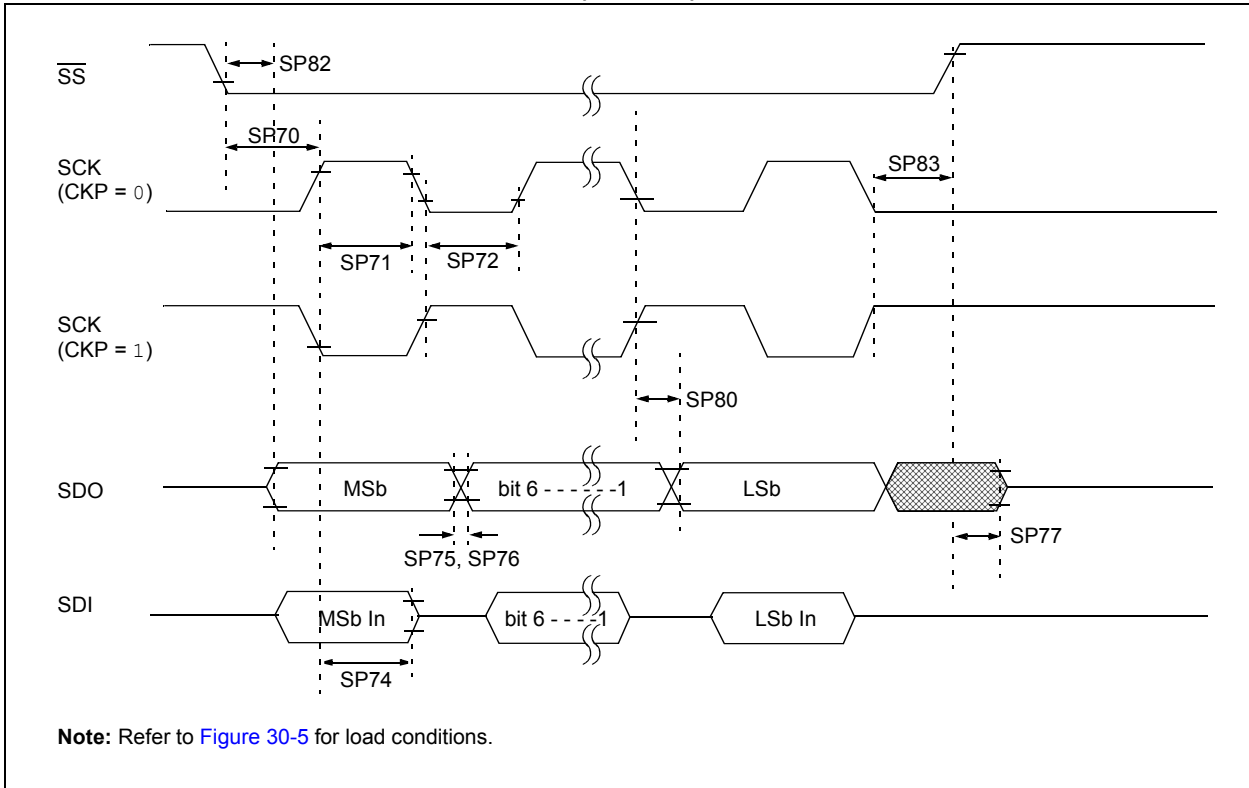 SS
SP82
SP70
SCK
(CKP = 0)
SP83
SP71
SP72
SCK
(CKP = 1)
SP80
SDO
MSb
bit 6 - - - - - -1
LSb
SP75, SP76
SP77
SDI
MSb In
bit 6 - - - -1
LSb In
SP74
Note: Refer to Figure 30-5 for load conditions.